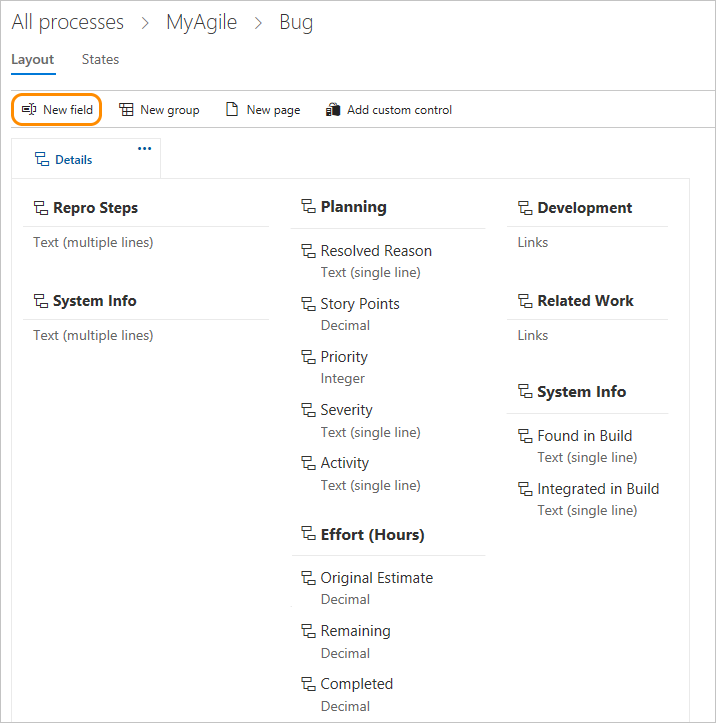 All processes > MyAgile > Bug
Layout States
New field New group New page Add custom control
Details ...
Repro Steps
Text (multiple lines)
System Info
Text (multiple lines)
Planning
Resolved Reason
Text (single line)
Story Points
Decimal
Priority
Integer
Severity
Text (single line)
Activity
Text (single line)
Effort (Hours)
Original Estimate
Decimal
Remaining
Decimal
Completed
Decimal
Development
Links
Related Work
Links
System Info
Found in Build
Text (single line)
Integrated in Build
Text (single line)